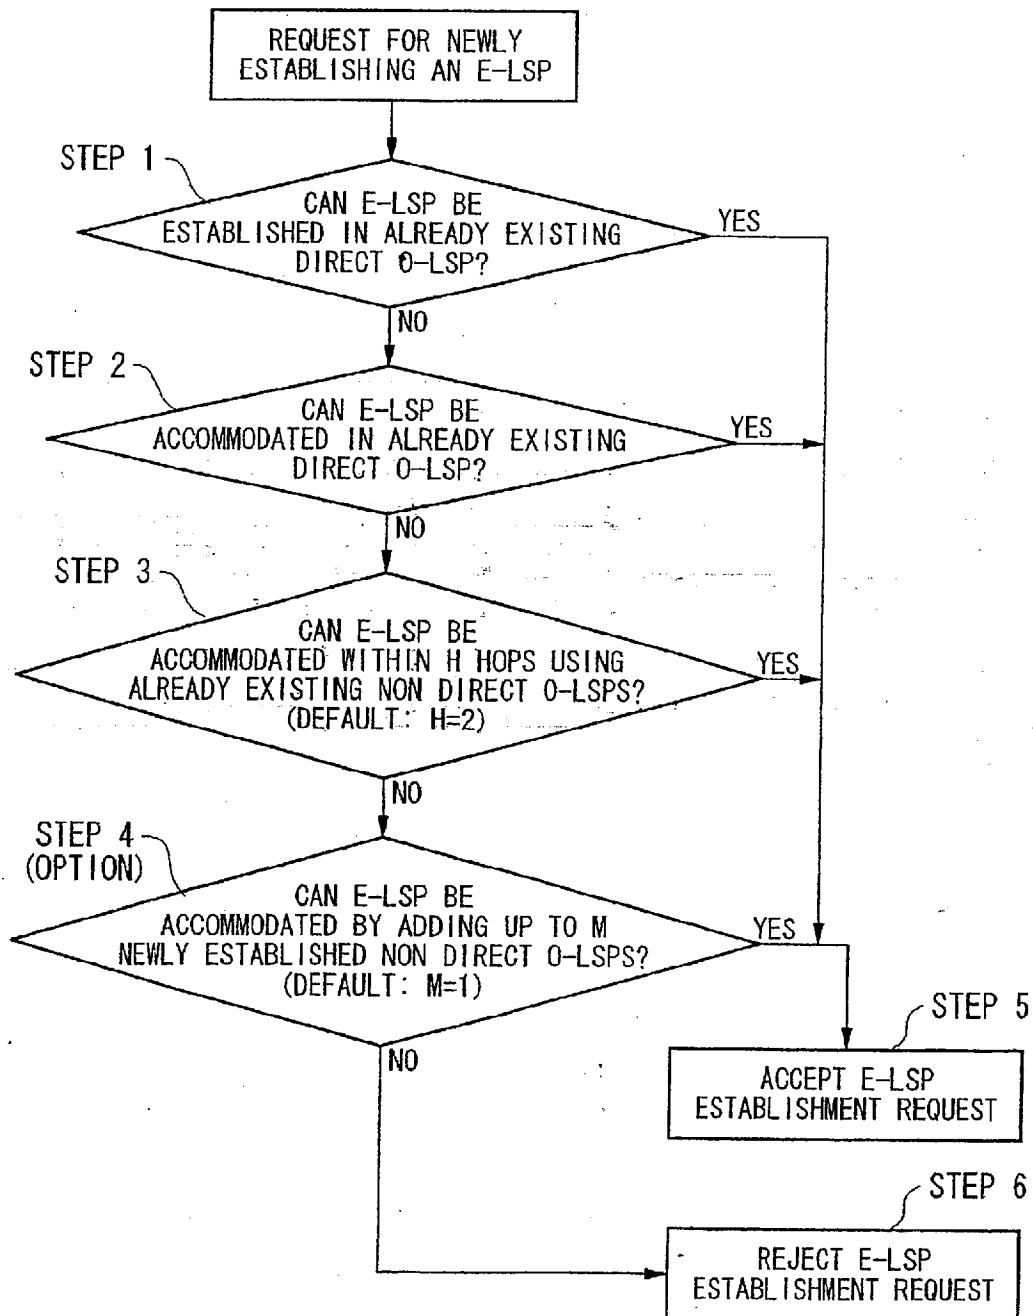 REQUEST FOR NEWLY
ESTABLISHING AN E-LSP
STEP 1
CAN E-LSP BE
ESTABLISHED IN ALREADY EXISTING
DIRECT O-LSP?
YES
NO
STEP 2
CAN E-LSP BE
ACCOMMODATED IN ALREADY EXISTING
DIRECT O-LSP?
YES
NO
STEP 3
CAN E-LSP BE
ACCOMMODATED WITHIN H HOPS USING
ALREADY EXISTING NON DIRECT O-LSPS?
(DEFAULT: H=2)
YES
NO
STEP 4
(OPTION)
CAN E-LSP BE
ACCOMMODATED BY ADDING UP TO M
NEWLY ESTABLISHED NON DIRECT O-LSPS?
(DEFAULT: M=1)
YES
NO
STEP 5
ACCEPT E-LSP
ESTABLISHMENT REQUEST
STEP 6
REJECT E-LSP
ESTABLISHMENT REQUEST